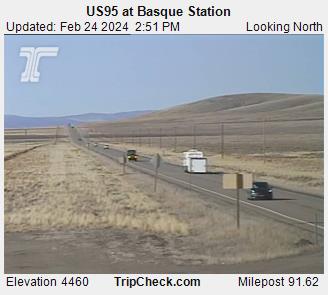 US95 at Basque Station
Updated: Feb 24 2024 2:51 PM Looking North
Elevation 4460 TripCheck.com Milepost 91.62